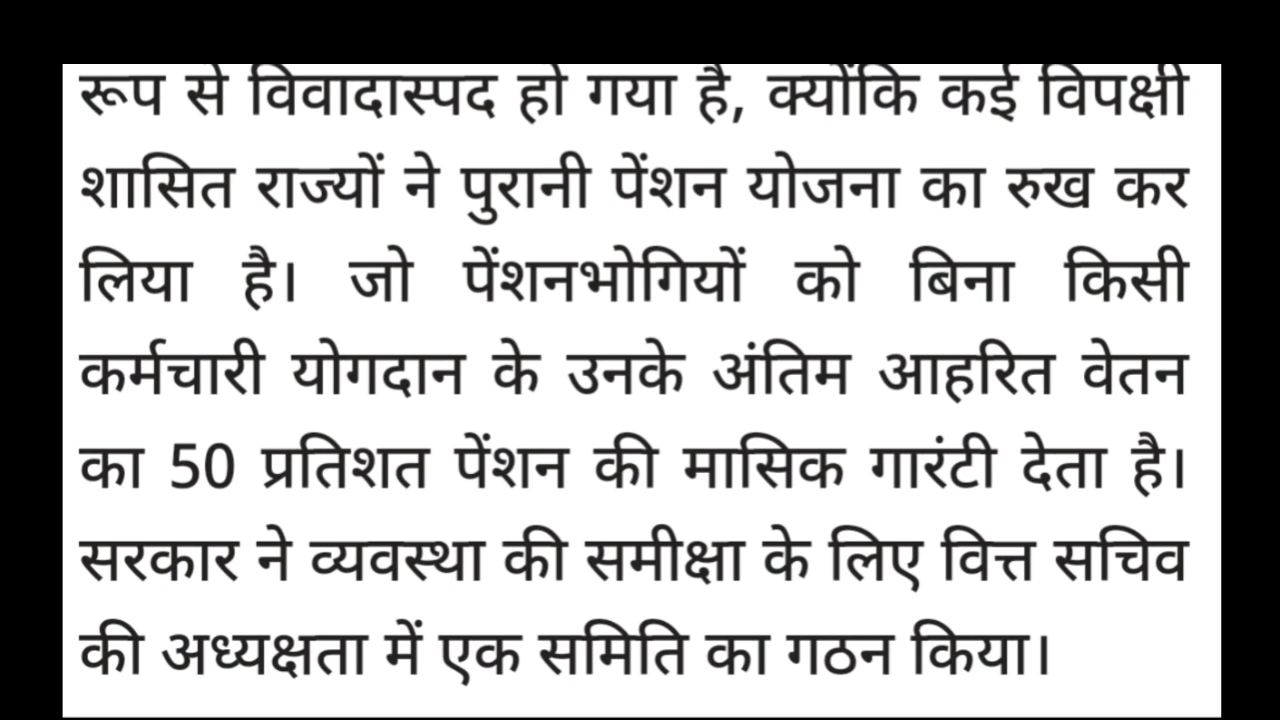 रूप से विवादास्पद हो गया है, क्योंकि कई विपक्षी
शासित राज्यों ने पुरानी पेंशन योजना का रुख कर
लिया है। जो पेंशनभोगियों को बिना किसी
कर्मचारी योगदान के उनके अंतिम आहरित वेतन
का 50 प्रतिशत पेंशन की मासिक गारंटी देता है।
सरकार ने व्यवस्था की समीक्षा के लिए वित्त सचिव
की अध्यक्षता में एक समिति का गठन किया।